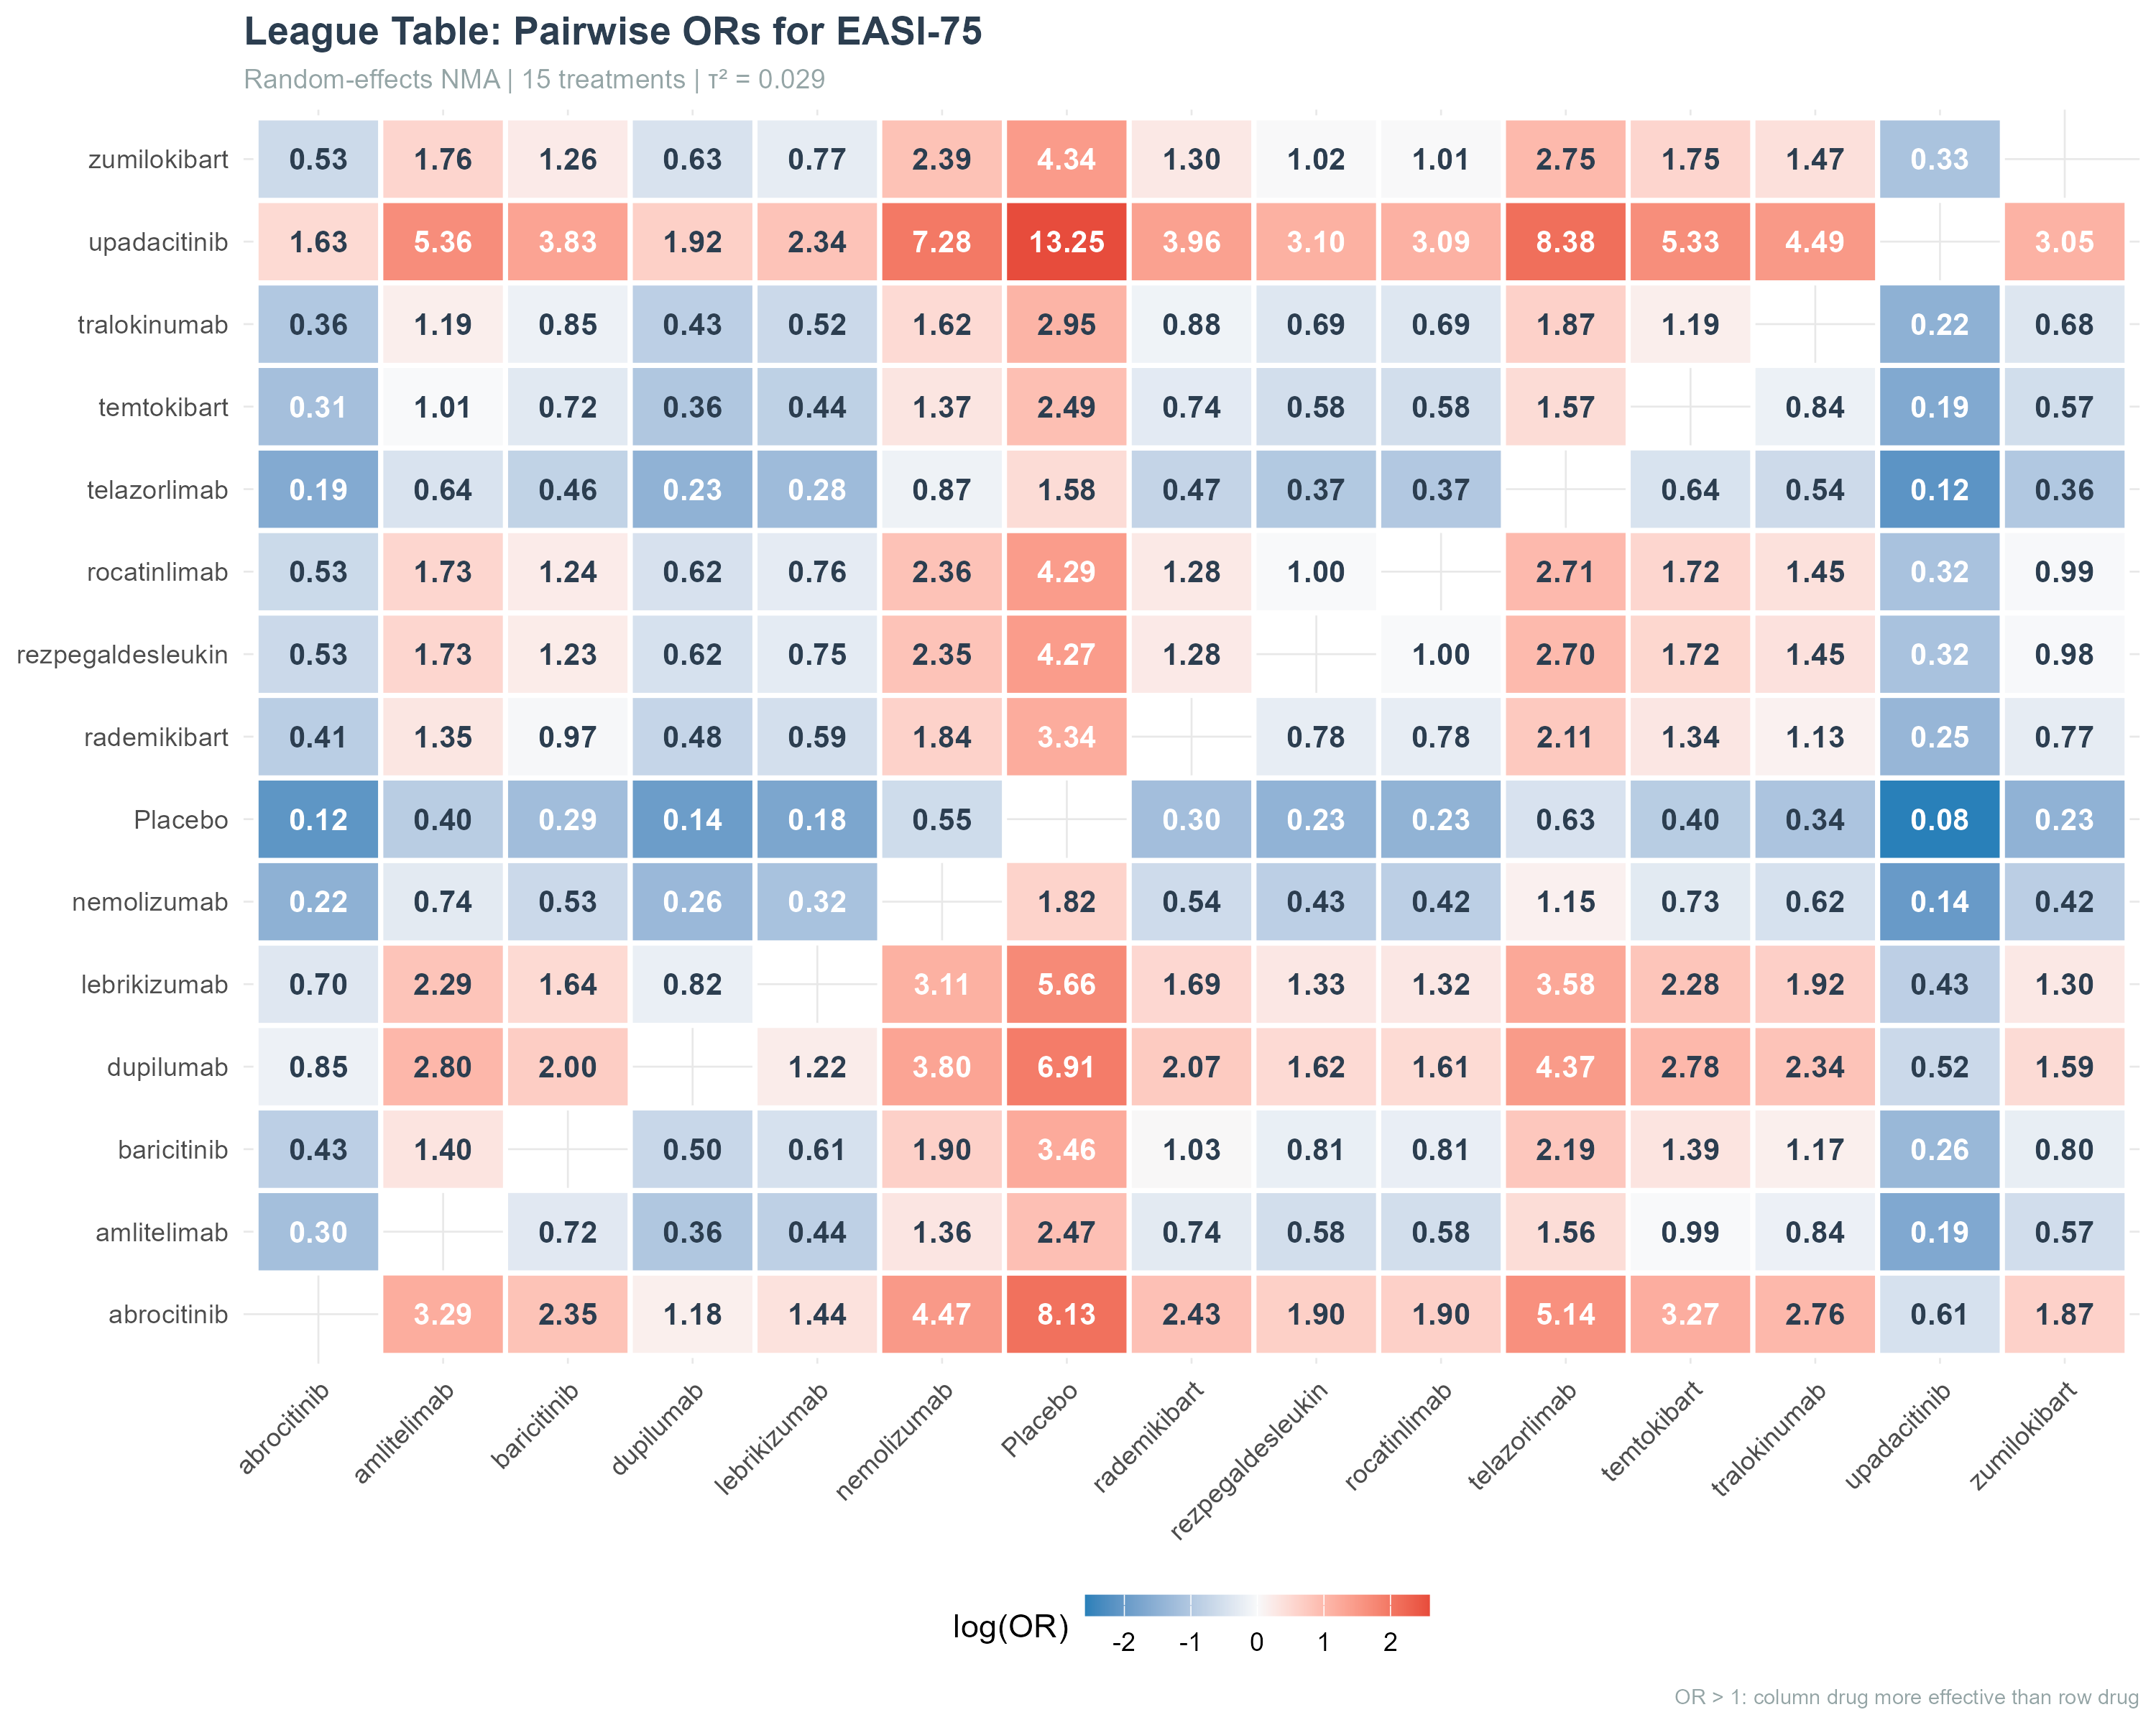 League Table: Pairwise ORs for EASI-75
Random-effects NMA | 15 treatments | τ² = 0.029
zumilokibart 0.53 1.76 1.26 0.63 0.77 2.39 4.34 1.30 1.02 1.01 2.75 1.75 1.47 0.33
upadacitinib 1.63 5.36 3.83 1.92 2.34 7.28 13.25 3.96 3.10 3.09 8.38 5.33 4.49 3.05
tralokinumab 0.36 1.19 0.85 0.43 0.52 1.62 2.95 0.88 0.69 0.69 1.87 1.19 0.22 0.68
temtokibart 0.31 1.01 0.72 0.36 0.44 1.37 2.49 0.74 0.58 0.58 1.57 0.84 0.19 0.57
telazorlimab 0.19 0.64 0.46 0.23 0.28 0.87 1.58 0.47 0.37 0.37 0.64 0.54 0.12 0.36
rocatinlimab 0.53 1.73 1.24 0.62 0.76 2.36 4.29 1.28 1.00 2.71 1.72 1.45 0.32 0.99
rezpegaldesleukin 0.53 1.73 1.23 0.62 0.75 2.35 4.27 1.28 1.00 2.70 1.72 1.45 0.32 0.98
rademikibart 0.41 1.35 0.97 0.48 0.59 1.84 3.34 0.78 0.78 2.11 1.34 1.13 0.25 0.77
Placebo 0.12 0.40 0.29 0.14 0.18 0.55 0.30 0.23 0.23 0.63 0.40 0.34 0.08 0.23
nemolizumab 0.22 0.74 0.53 0.26 0.32 1.82 0.54 0.43 0.42 1.15 0.73 0.62 0.14 0.42
lebrikizumab 0.70 2.29 1.64 0.82 3.11 5.66 1.69 1.33 1.32 3.58 2.28 1.92 0.43 1.30
dupilumab 0.85 2.80 2.00 1.22 3.80 6.91 2.07 1.62 1.61 4.37 2.78 2.34 0.52 1.59
baricitinib 0.43 1.40 0.50 0.61 1.90 3.46 1.03 0.81 0.81 2.19 1.39 1.17 0.26 0.80
amlitelimab 0.30 0.72 0.36 0.44 1.36 2.47 0.74 0.58 0.58 1.56 0.99 0.84 0.19 0.57
abrocitinib 3.29 2.35 1.18 1.44 4.47 8.13 2.43 1.90 1.90 5.14 3.27 2.76 0.61 1.87
abrocitinib amlitelimab baricitinib dupilumab lebrikizumab nemolizumab Placebo rademikibart rezpegaldesleukin rocatinlimab telazorlimab temtokibart tralokinumab upadacitinib zumilokibart
log(OR) -2 -1 0 1 2
OR > 1: column drug more effective than row drug